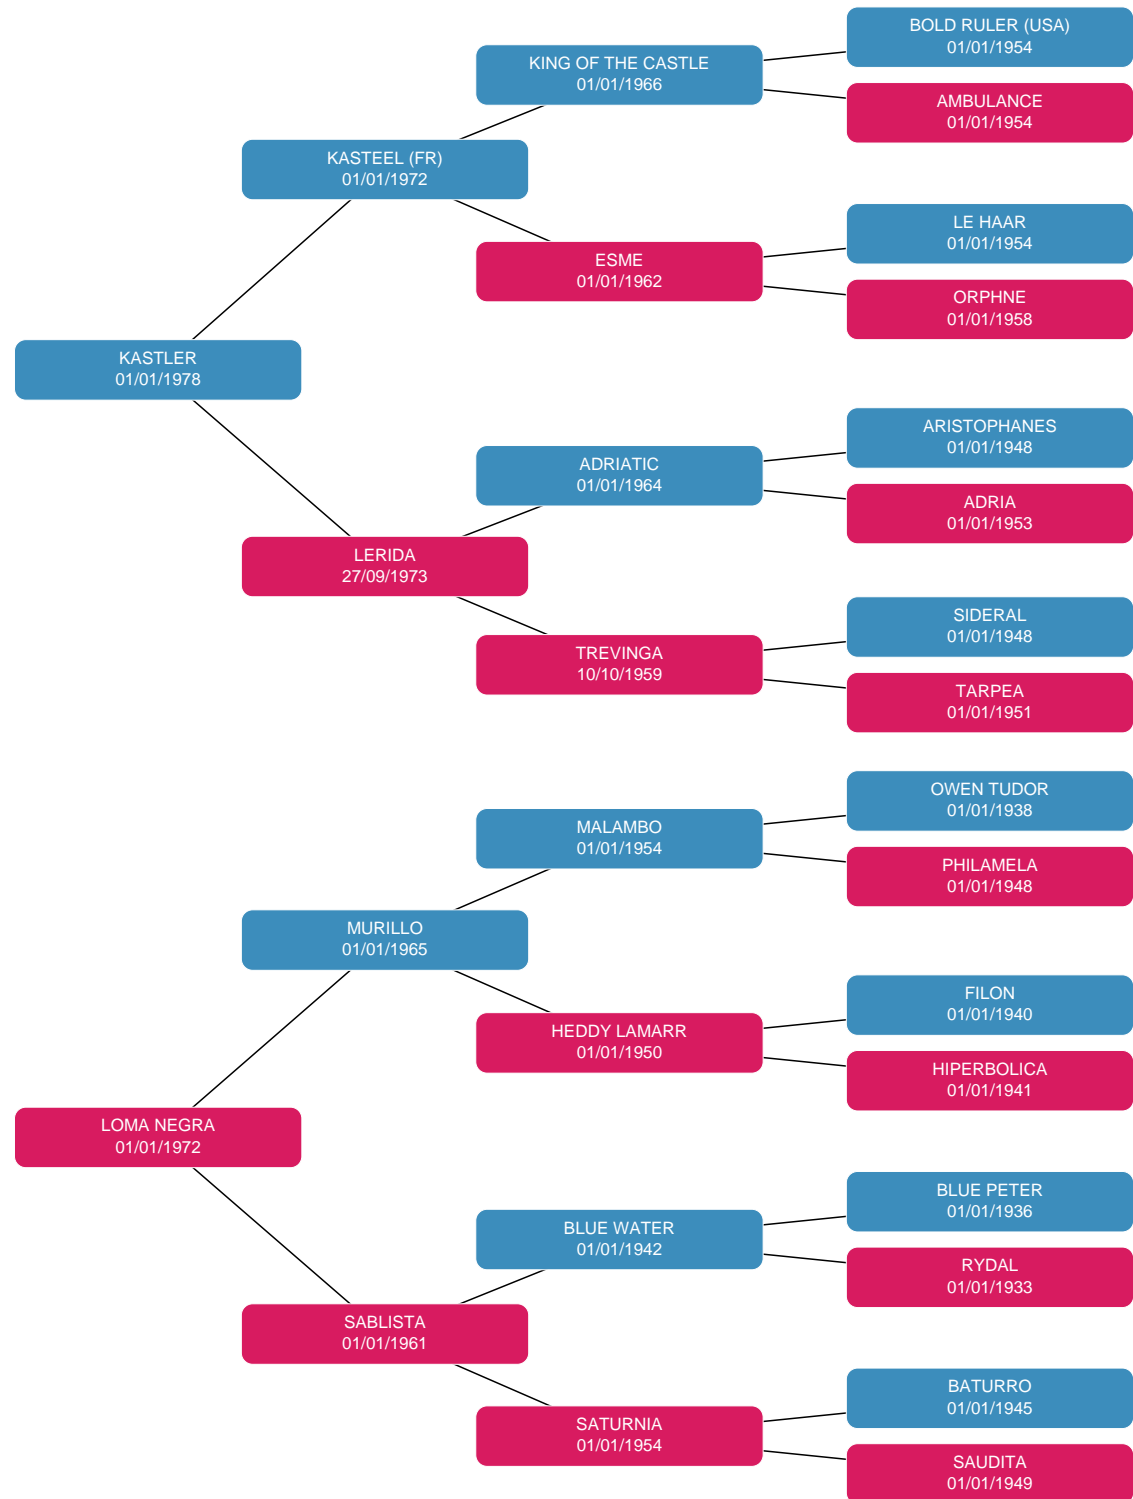 BOLD RULER (USA)
01/01/1954
KING OF THE CASTLE
01/01/1966
AMBULANCE
01/01/1954
KASTEEL (FR)
01/01/1972
LE HAAR
01/01/1954
ESME
01/01/1962
ORPHNE
01/01/1958
KASTLER
01/01/1978
ARISTOPHANES
01/01/1948
ADRIATIC
01/01/1964
ADRIA
01/01/1953
LERIDA
27/09/1973
SIDERAL
01/01/1948
TREVINGA
10/10/1959
TARPEA
01/01/1951
OWEN TUDOR
01/01/1938
MALAMBO
01/01/1954
PHILAMELA
01/01/1948
MURILLO
01/01/1965
FILON
01/01/1940
HEDDY LAMARR
01/01/1950
HIPERBOLICA
01/01/1941
LOMA NEGRA
01/01/1972
BLUE PETER
01/01/1936
BLUE WATER
01/01/1942
RYDAL
01/01/1933
SABLISTA
01/01/1961
BATURRO
01/01/1945
SATURNIA
01/01/1954
SAUDITA
01/01/1949